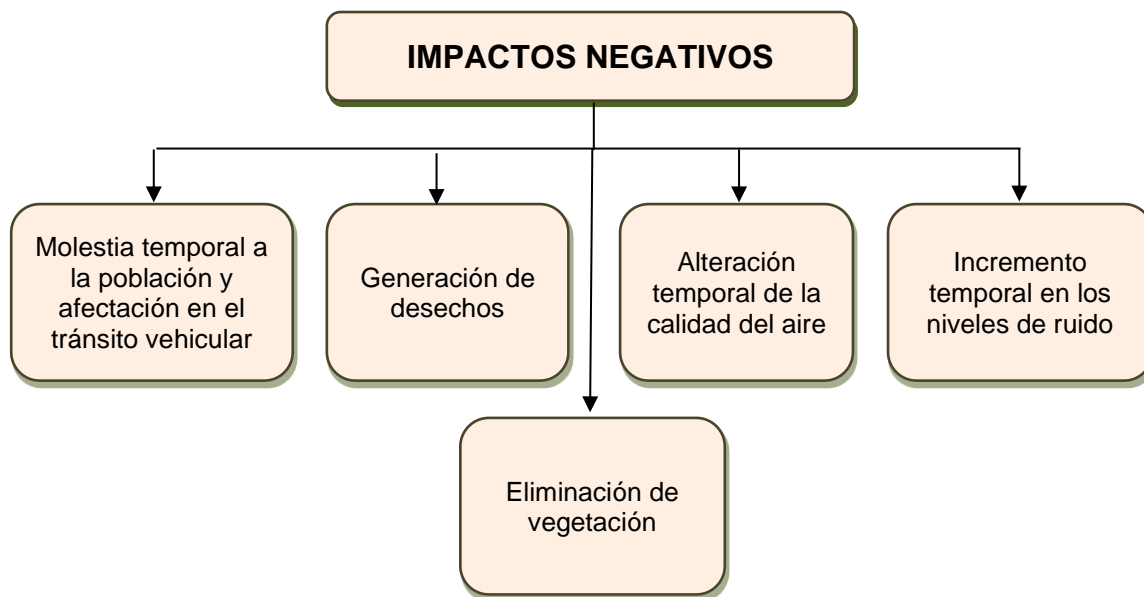 IMPACTOS NEGATIVOS
Molestia temporal a
la población y
afectación en el
tránsito vehicular
Generación de
desechos
Alteración
temporal de la
calidad del aire
Incremento
temporal en los
niveles de ruido
Eliminación de
vegetación